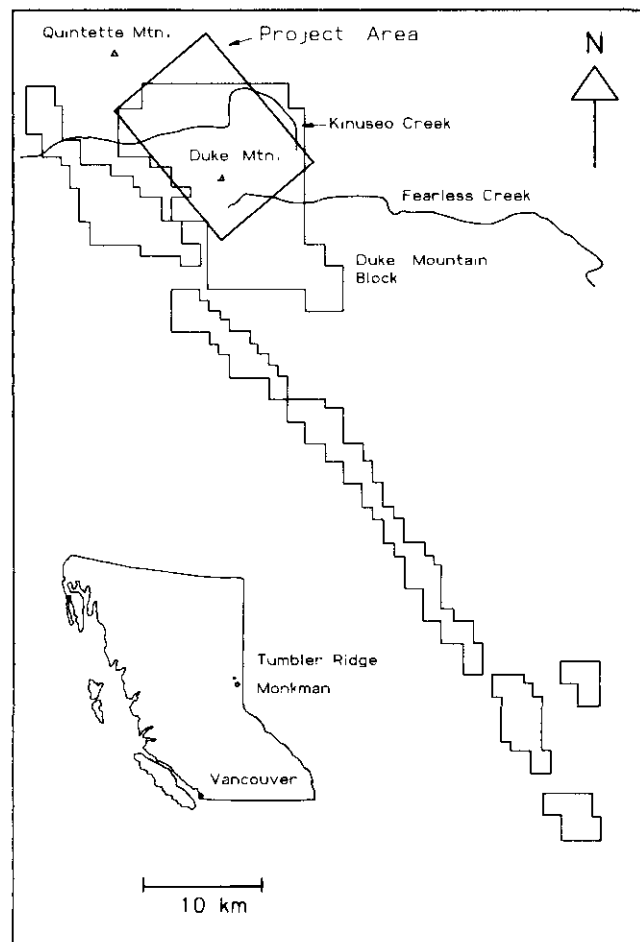 Quintette Mtn.
Project Area
N
Kinuseo Creek
Duke Mtn.
Fearless Creek
Duke Mountain
Block
Tumbler Ridge
Monkman
Vancouver
10 km